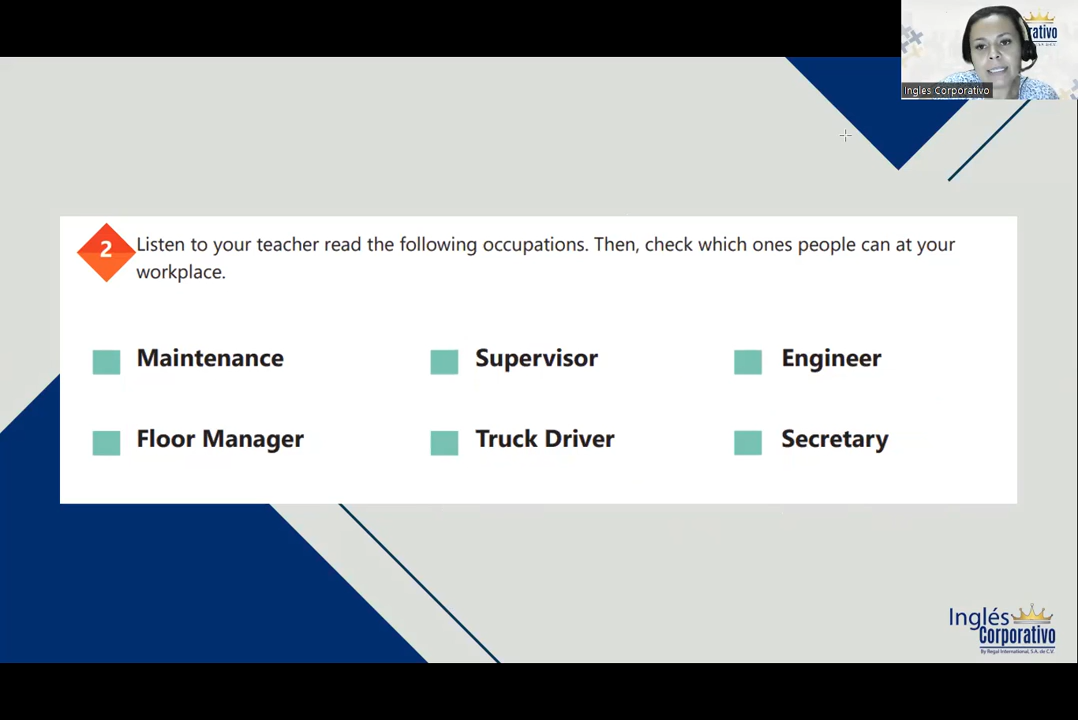 rativo
Ingles Corporativo
2
Listen to your teacher read the following occupations. Then, check which ones people can at your
workplace.
Maintenance
Supervisor
Engineer
Floor Manager
Truck Driver
Secretary
Inglés
Corporativo
By Regal International, S.A. de C.V.